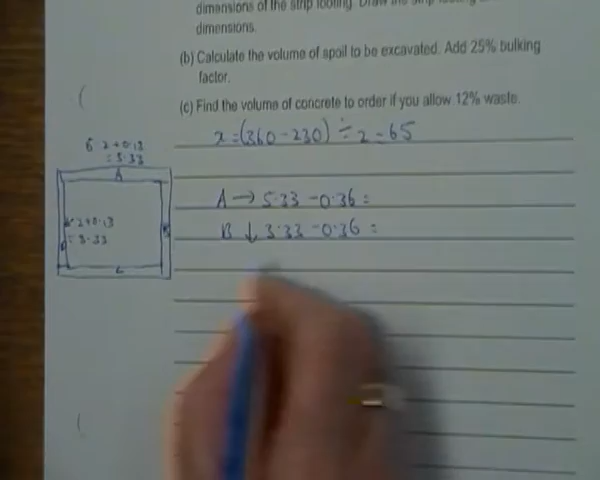 dimensions of the strip footing. Draw the strip footing
dimensions.
(b) Calculate the volume of spoil to be excavated. Add 25% bulking
factor.
(c) Find the volume of concrete to order if you allow 12% waste.
x = (360 - 230) ÷ 2 = 65
2 + 0.13
= 5.33
A
A → 5.33 - 0.36 =
2 + 0.13
= 3.33
B ↓ 3.33 - 0.36 =